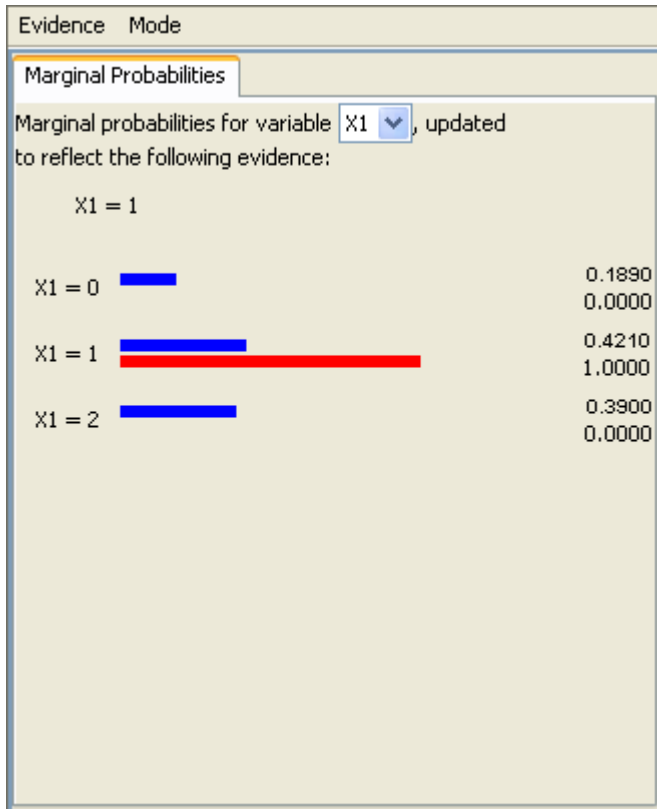 Evidence Mode
Marginal Probabilities
Marginal probabilities for variable X1, updated
to reflect the following evidence:
X1 = 1
X1 = 0 0.1890
0.0000
X1 = 1 0.4210
1.0000
X1 = 2 0.3900
0.0000